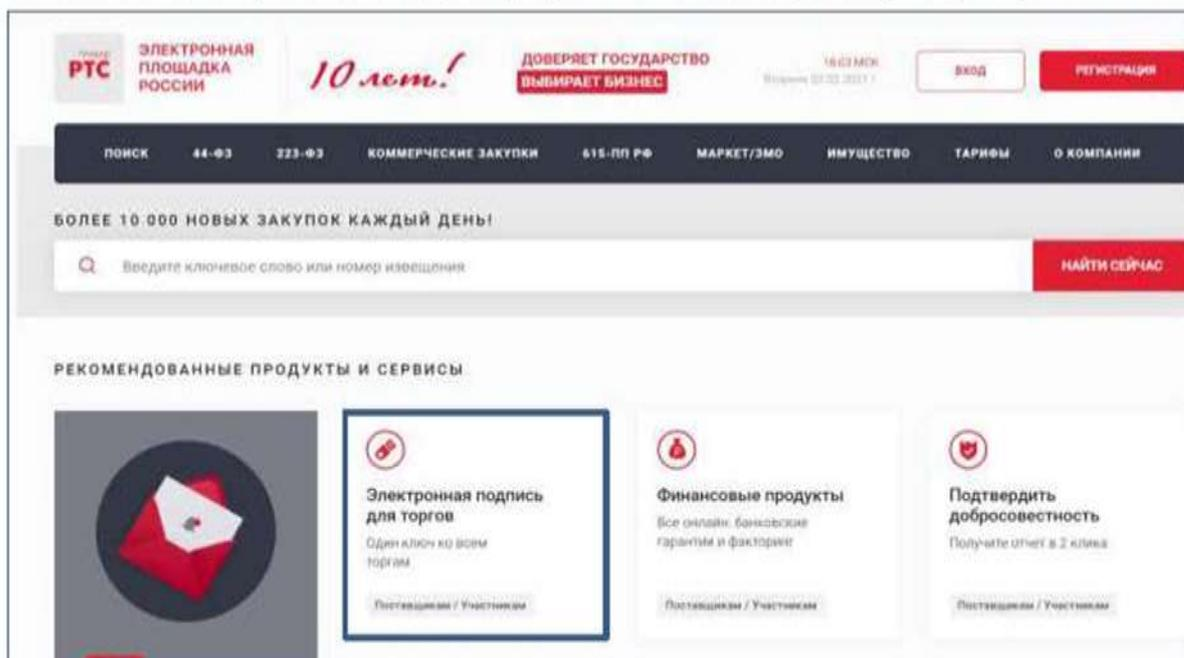 РТС
ЭЛЕКТРОННАЯ
ПЛОЩАДКА
РОССИИ
10 лет!
ДОВЕРЯЕТ ГОСУДАРСТВО
ВЫБИРАЕТ БИЗНЕС
МСК
Вторник
ВХОД
РЕГИСТРАЦИЯ
ПОИСК
44-ФЗ
223-ФЗ
КОММЕРЧЕСКИЕ ЗАКУПКИ
615-ПП РФ
МАРКЕТ/ЗМО
ИМУЩЕСТВО
ТАРИФЫ
О КОМПАНИИ
БОЛЕЕ 10 000 НОВЫХ ЗАКУПОК КАЖДЫЙ ДЕНЬ!
Введите ключевое слово или номер извещения
НАЙТИ СЕЙЧАС
РЕКОМЕНДОВАННЫЕ ПРОДУКТЫ И СЕРВИСЫ
Электронная подпись
для торгов
Один ключ ко всем
торгам
Поставщикам / Участникам
Финансовые продукты
Все онлайн: банковские
гарантии и факторинг
Поставщикам / Участникам
Подтвердить
добросовестность
Получите отчет в 2 клика
Поставщикам / Участникам